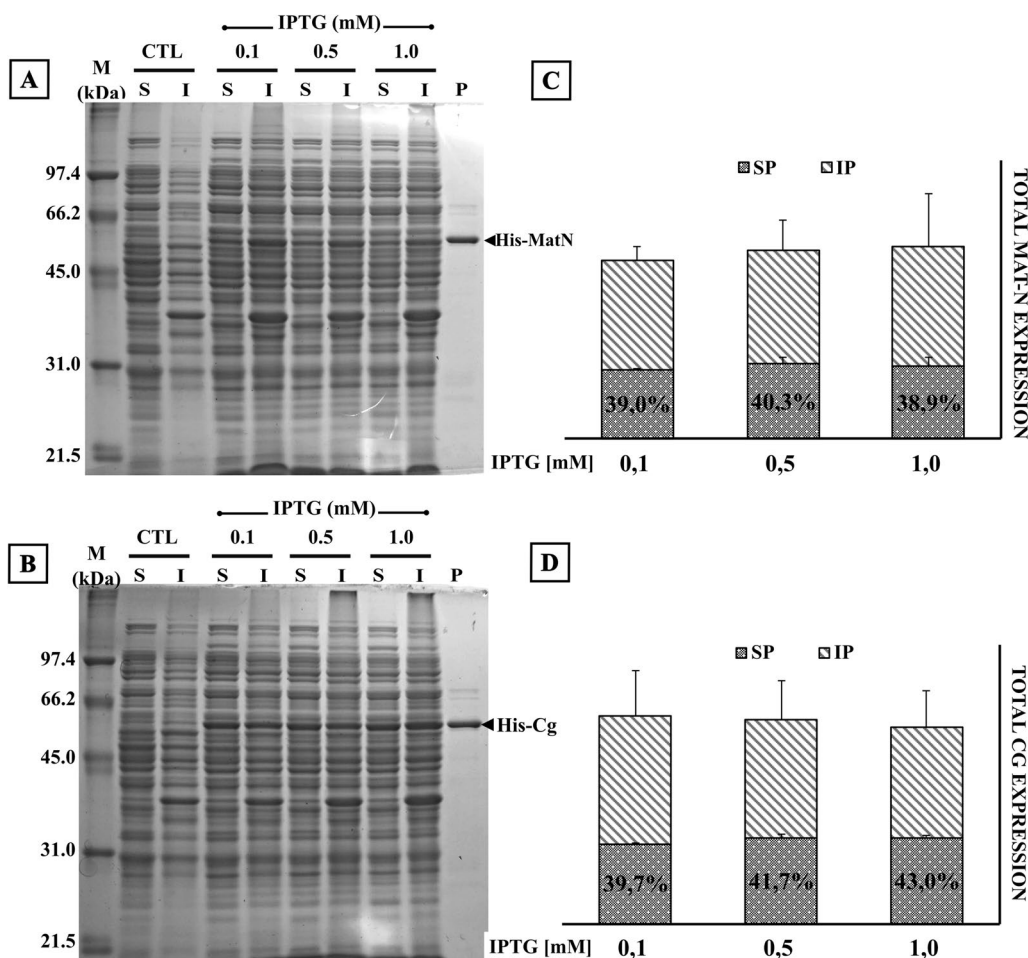 IPTG (mM)
CTL 0.1 0.5 1.0
A
M
(kDa)
S I S I S I S I P
97.4
66.2
His-MatN
45.0
31.0
21.5
C
SP IP
39,0% 40,3% 38,9%
IPTG [mM] 0,1 0,5 1,0
TOTAL MAT-N EXPRESSION
IPTG (mM)
CTL 0.1 0.5 1.0
B
M
(kDa)
S I S I S I S I P
97.4
66.2
His-Cg
45.0
31.0
21.5
D
SP IP
39,7% 41,7% 43,0%
IPTG [mM] 0,1 0,5 1,0
TOTAL CG EXPRESSION